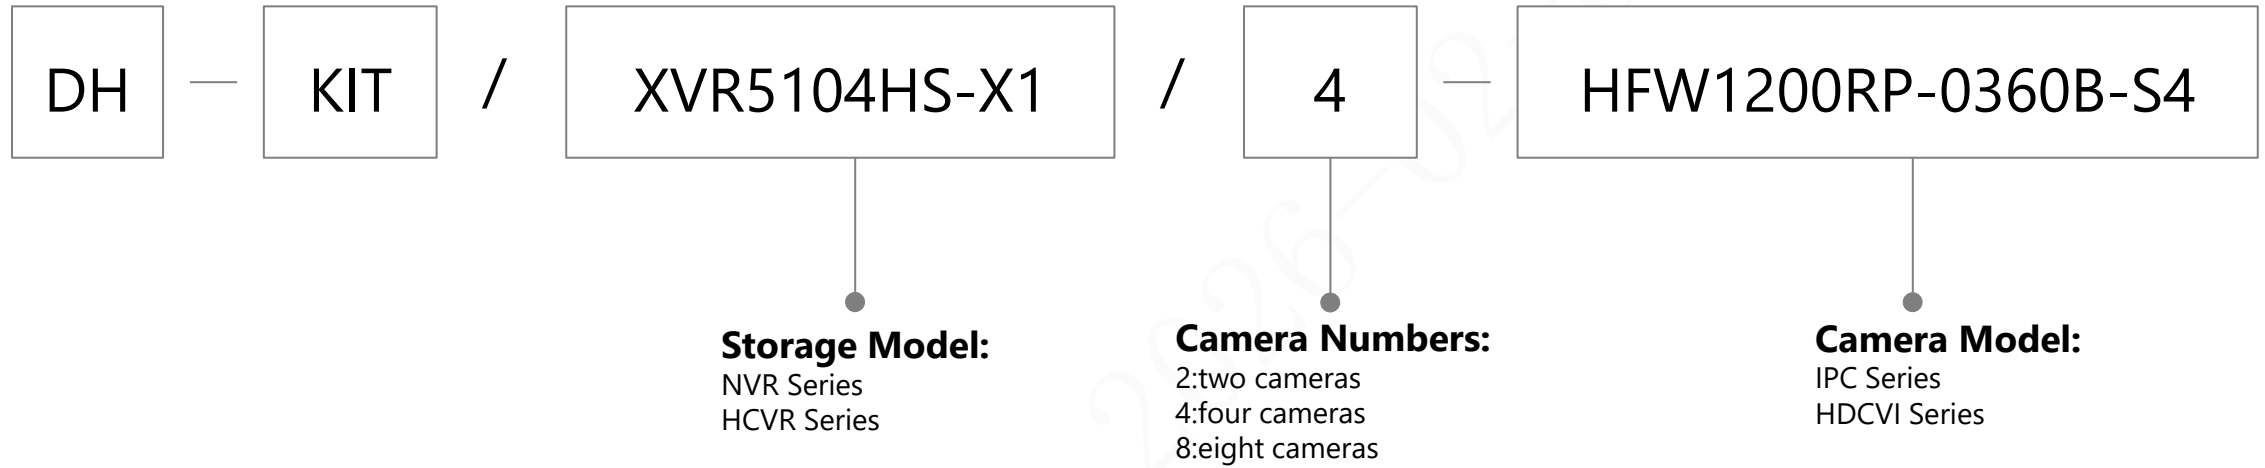 DH — KIT / XVR5104HS-X1 / 4 — HFW1200RP-0360B-S4
Storage Model:
NVR Series
HCVR Series
Camera Numbers:
2:two cameras
4:four cameras
8:eight cameras
Camera Model:
IPC Series
HDCVI Series